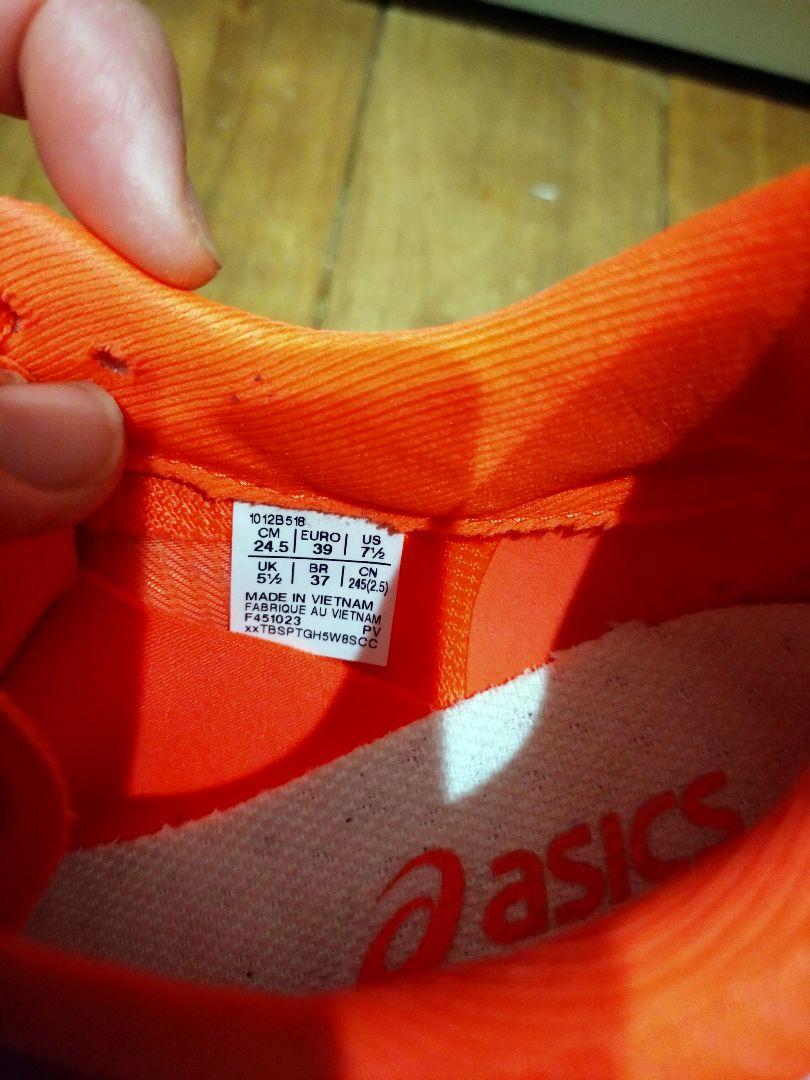 1012B518
CM EURO US
24.5 39 7½
UK BR CN
5½ 37 245(2.5)
MADE IN VIETNAM
FABRIQUE AU VIETNAM
F451023 PV
xxTBSPTGH5W8SCC
asics